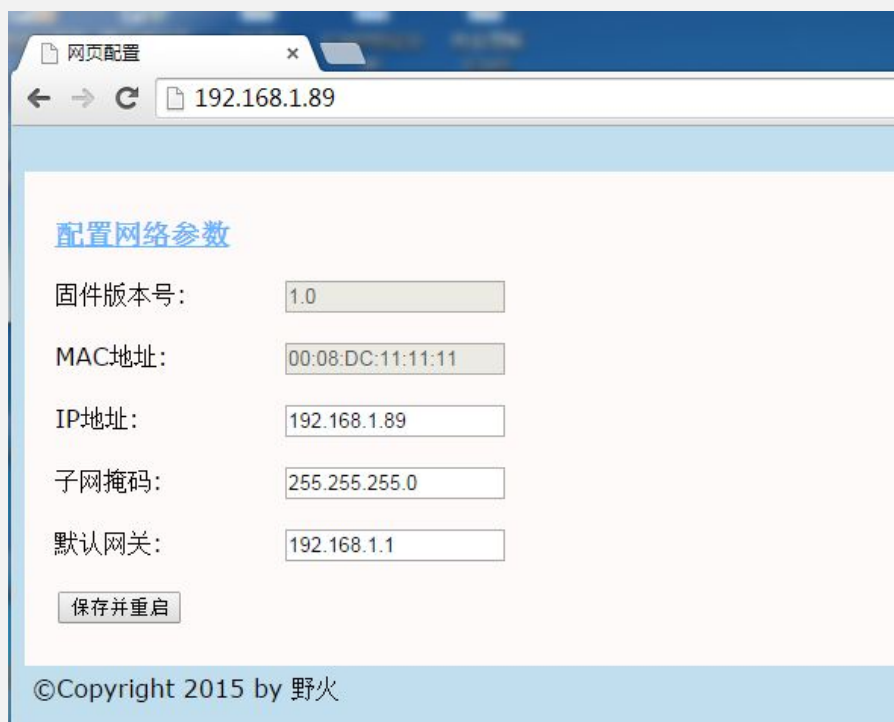 网页配置
192.168.1.89
配置网络参数
固件版本号: 1.0
MAC地址: 00:08:DC:11:11:11
IP地址: 192.168.1.89
子网掩码: 255.255.255.0
默认网关: 192.168.1.1
保存并重启
©Copyright 2015 by 野火